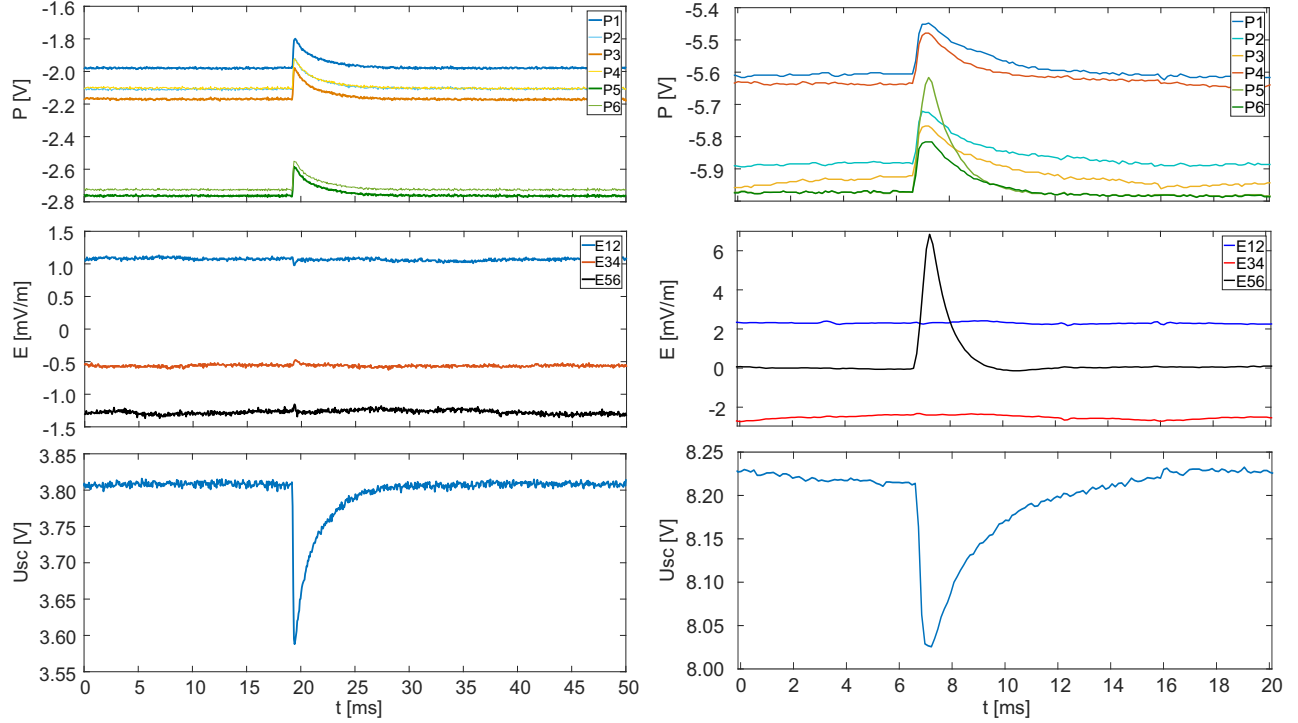 -1.6
-1.8
-2.0
-2.2
-2.4
-2.6
-2.8
P [V]
P1
P2
P3
P4
P5
P6
-5.4
-5.5
-5.6
-5.7
-5.8
-5.9
P [V]
P1
P2
P3
P4
P5
P6
1.5
1.0
0.5
0
-0.5
-1.0
-1.5
E [mV/m]
E12
E34
E56
6
4
2
0
-2
E [mV/m]
E12
E34
E56
3.85
3.80
3.75
3.70
3.65
3.60
3.55
Usc [V]
0 5 10 15 20 25 30 35 40 45 50
t [ms]
8.25
8.20
8.15
8.10
8.05
8.00
Usc [V]
0 2 4 6 8 10 12 14 16 18 20
t [ms]